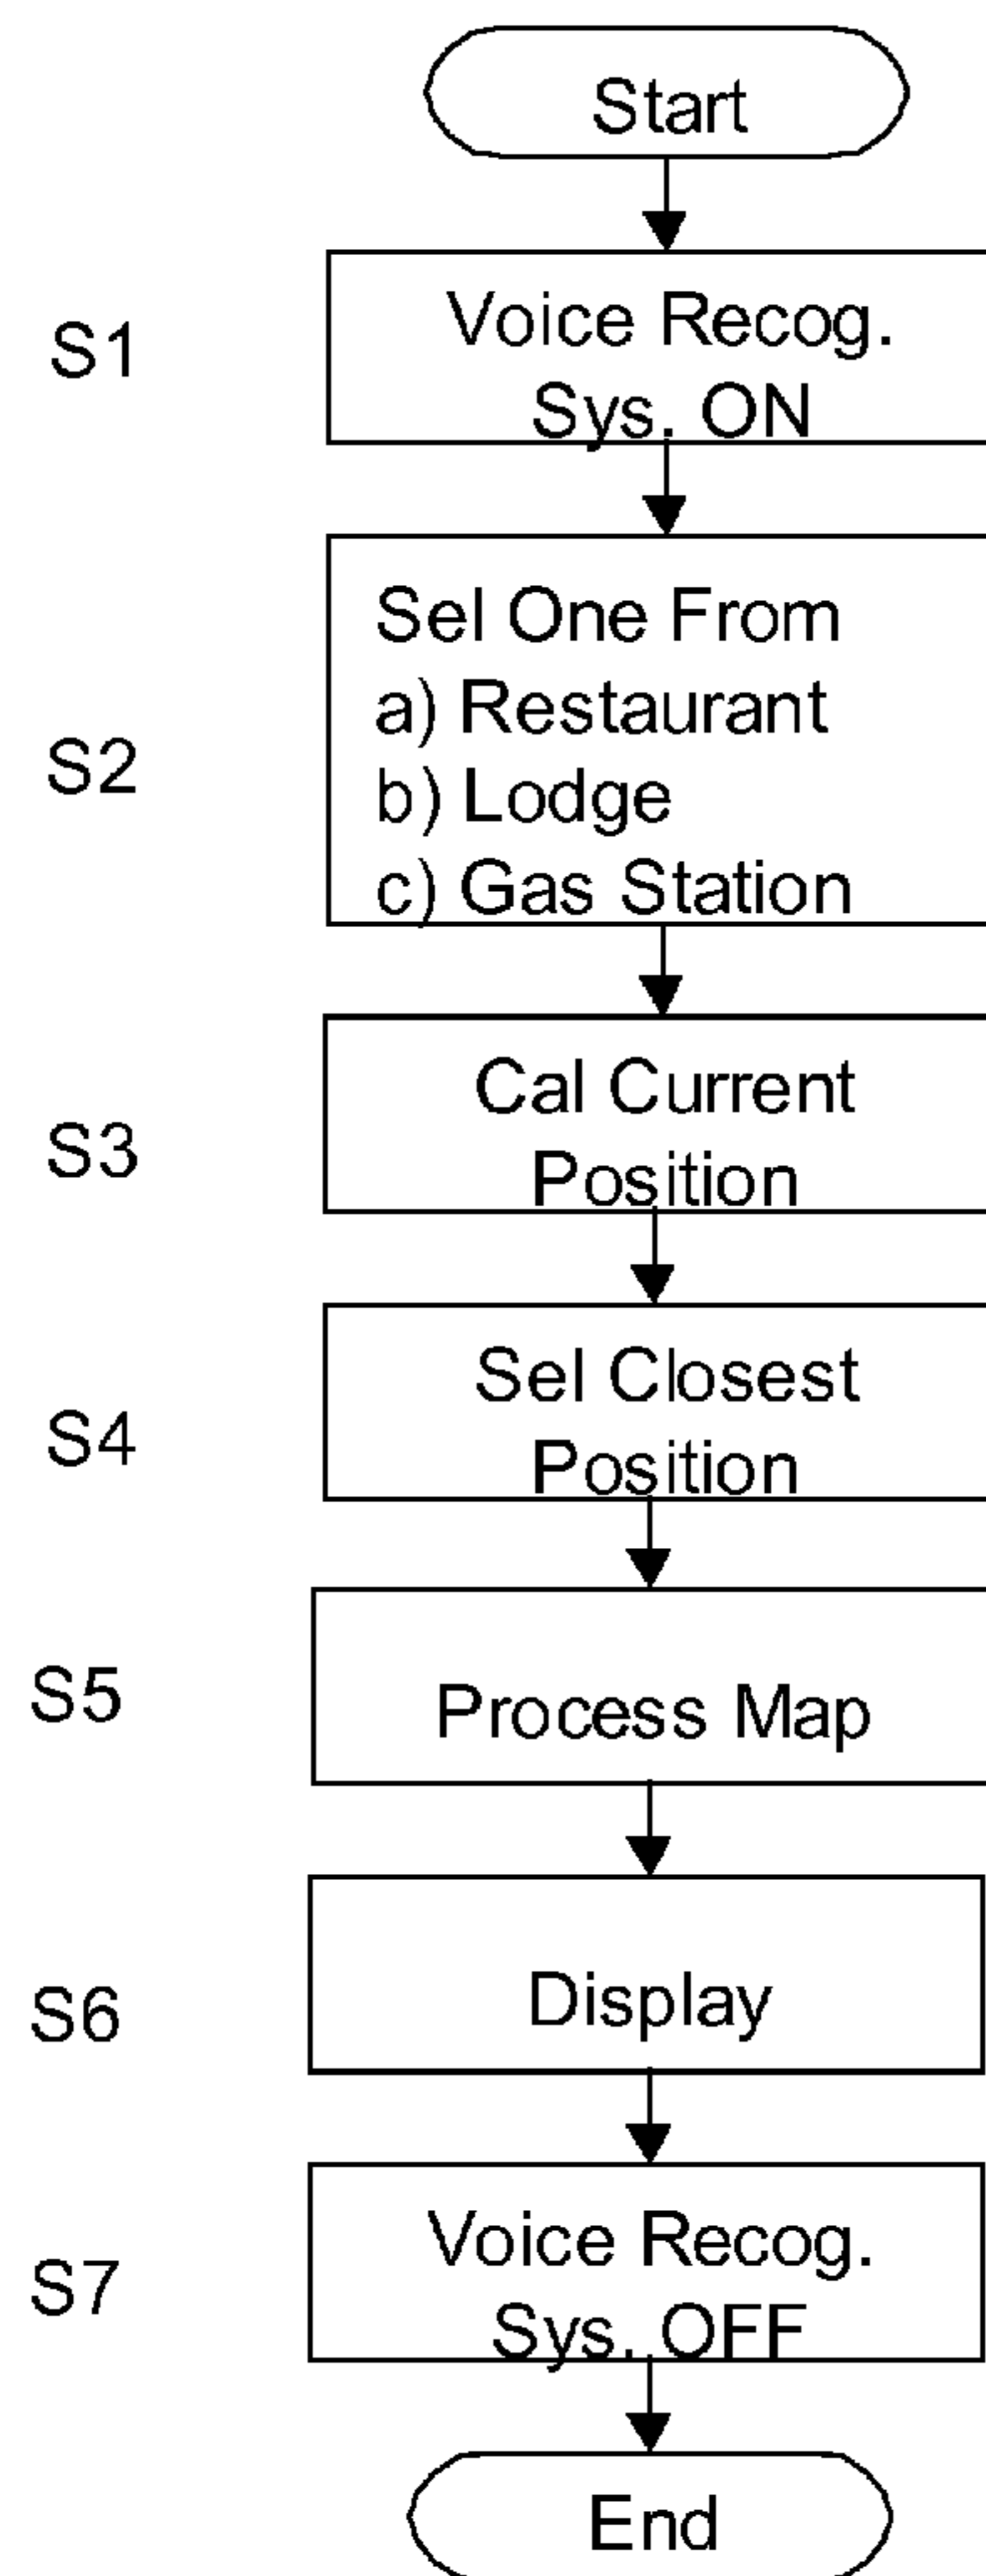 Start
S1
Voice Recog.
Sys. ON
S2
Sel One From
a) Restaurant
b) Lodge
c) Gas Station
S3
Cal Current
Position
S4
Sel Closest
Position
S5
Process Map
S6
Display
S7
Voice Recog.
Sys. OFF
End